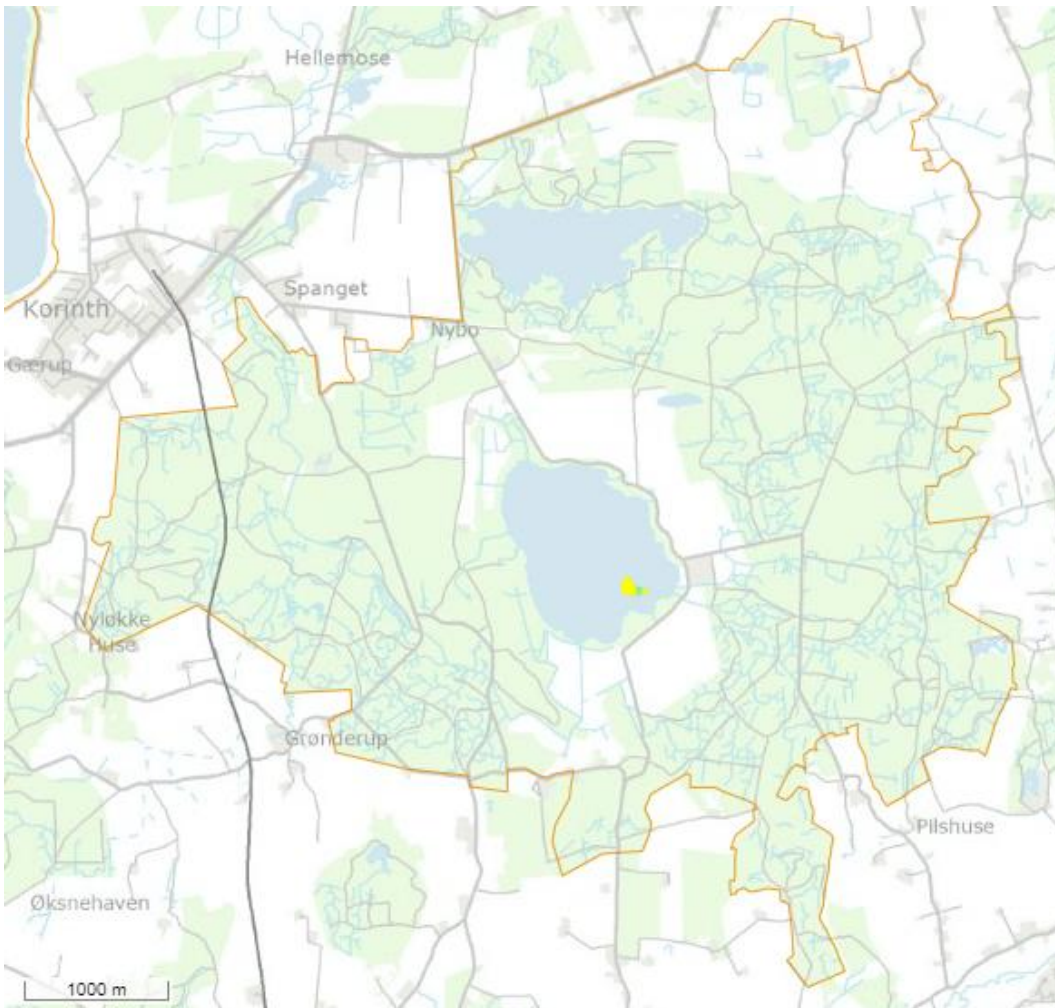 Hellemose
Spanget
Korinth
Nybo
Gærup
Nyløkke
Huse
Grønderup
Pilshuse
Øksnehaven
1000 m